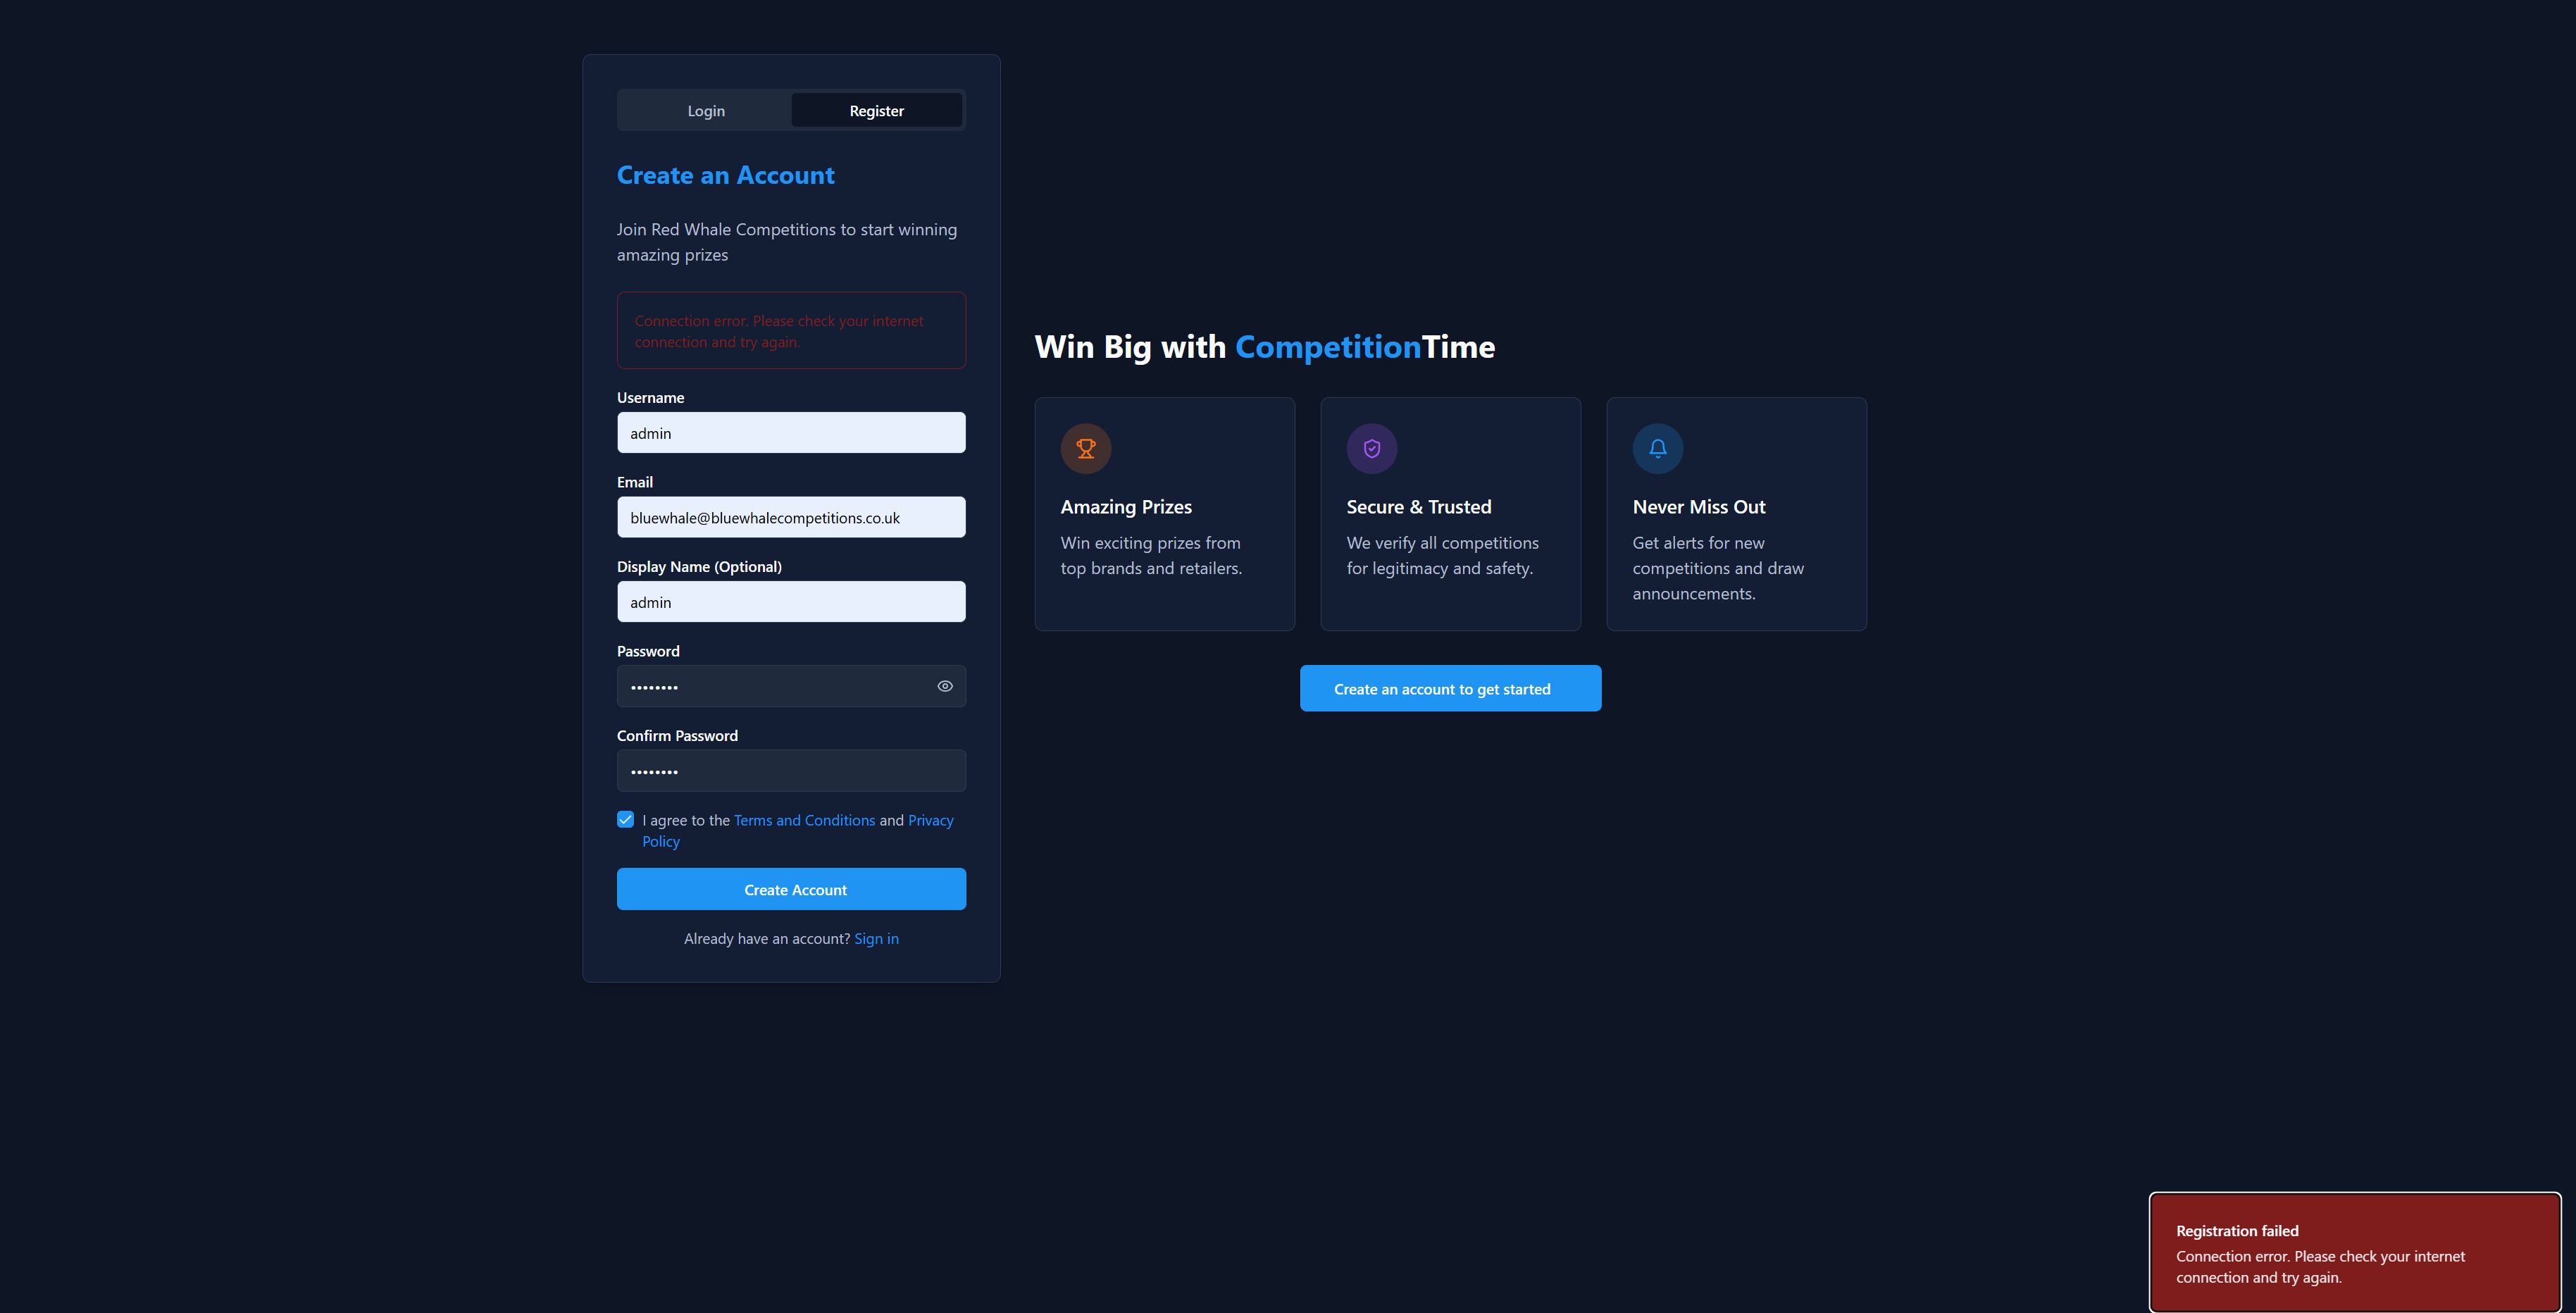 Login
Register
Create an Account
Join Red Whale Competitions to start winning
amazing prizes
Connection error. Please check your internet
connection and try again.
Username
admin
Email
bluewhale@bluewhalecompetitions.co.uk
Display Name (Optional)
admin
Password
••••••••
Confirm Password
••••••••
I agree to the Terms and Conditions and Privacy
Policy
Create Account
Already have an account? Sign in
Win Big with CompetitionTime
Amazing Prizes
Win exciting prizes from
top brands and retailers.
Secure & Trusted
We verify all competitions
for legitimacy and safety.
Never Miss Out
Get alerts for new
competitions and draw
announcements.
Create an account to get started
Registration failed
Connection error. Please check your internet
connection and try again.